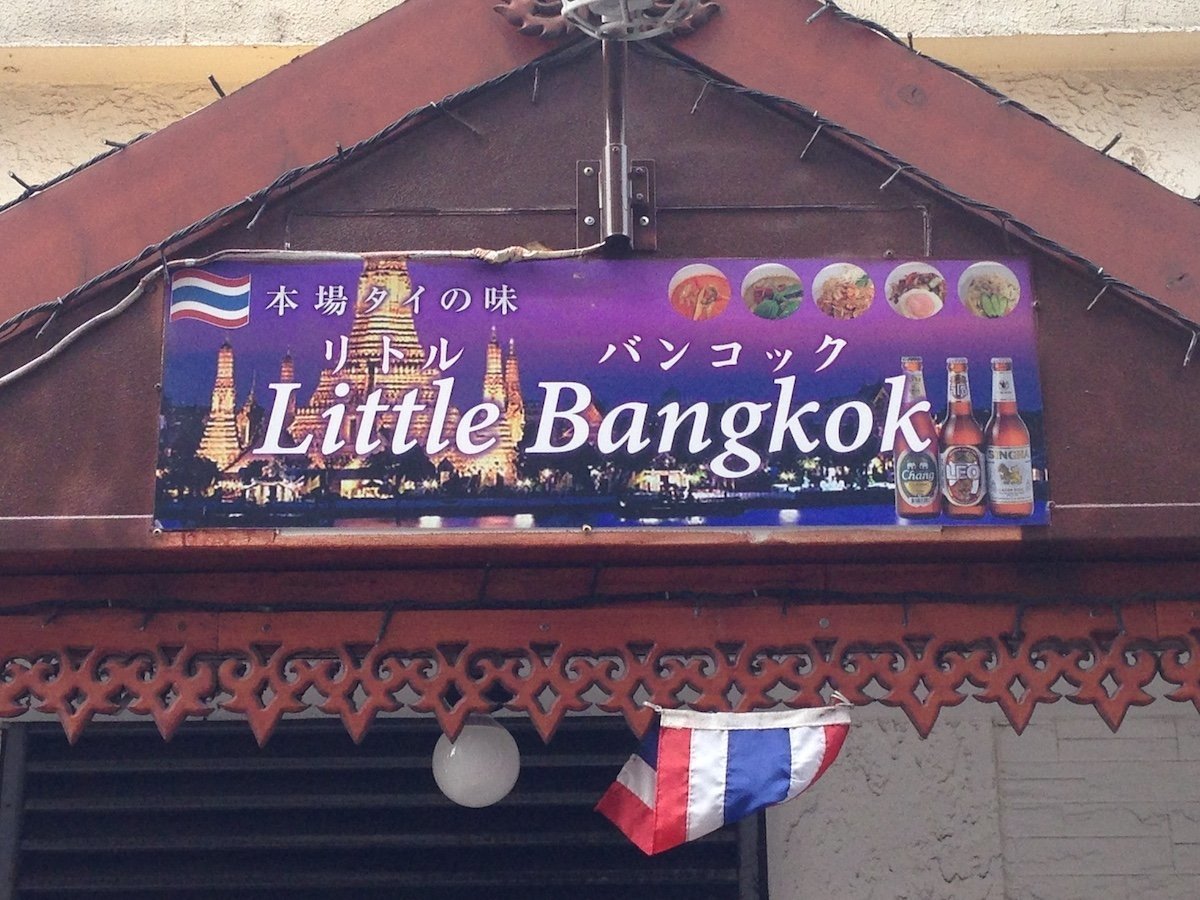 本場タイの味
リトル バンコック
Little Bangkok
Chang
LEO
SINGHA